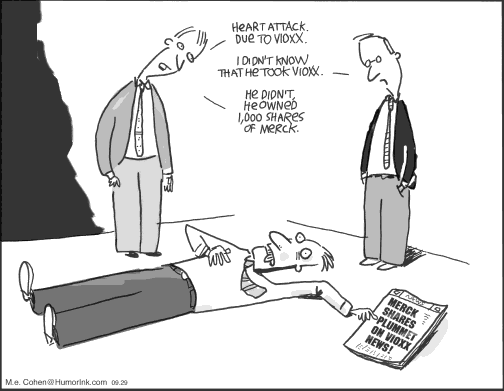 HEART ATTACK.
DUE TO VIOXX.
I DIDN'T KNOW
THAT HE TOOK VIOXX.
HE DIDN'T,
HE OWNED
1,000 SHARES
OF MERCK.
NEWS
MERCK
SHARES
PLUMMET
ON VIOXX
NEWS!
M.e. Cohen@HumorInk.com 09.29